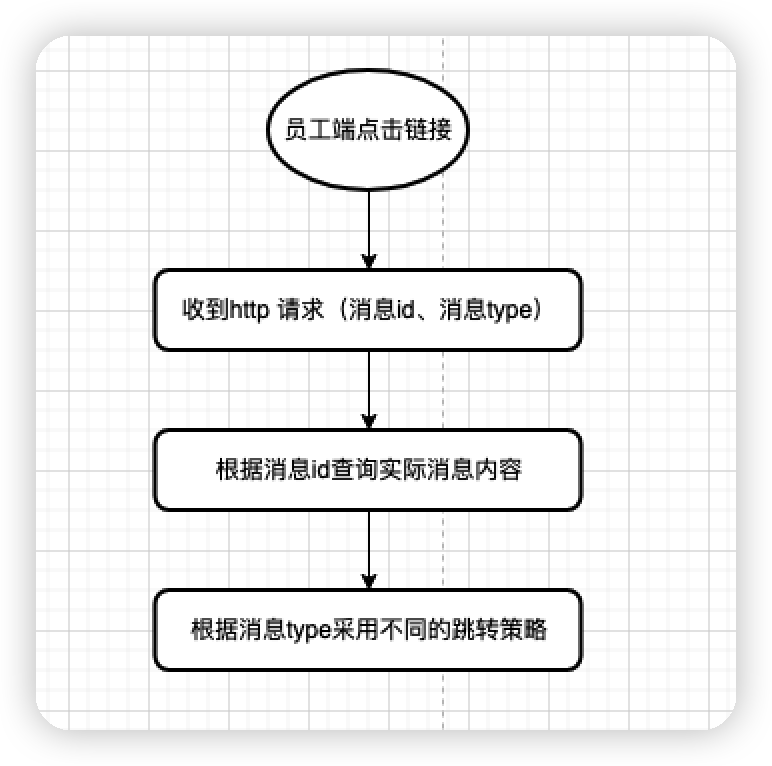 员工端点击链接
收到http 请求（消息id、消息type）
根据消息id查询实际消息内容
根据消息type采用不同的跳转策略